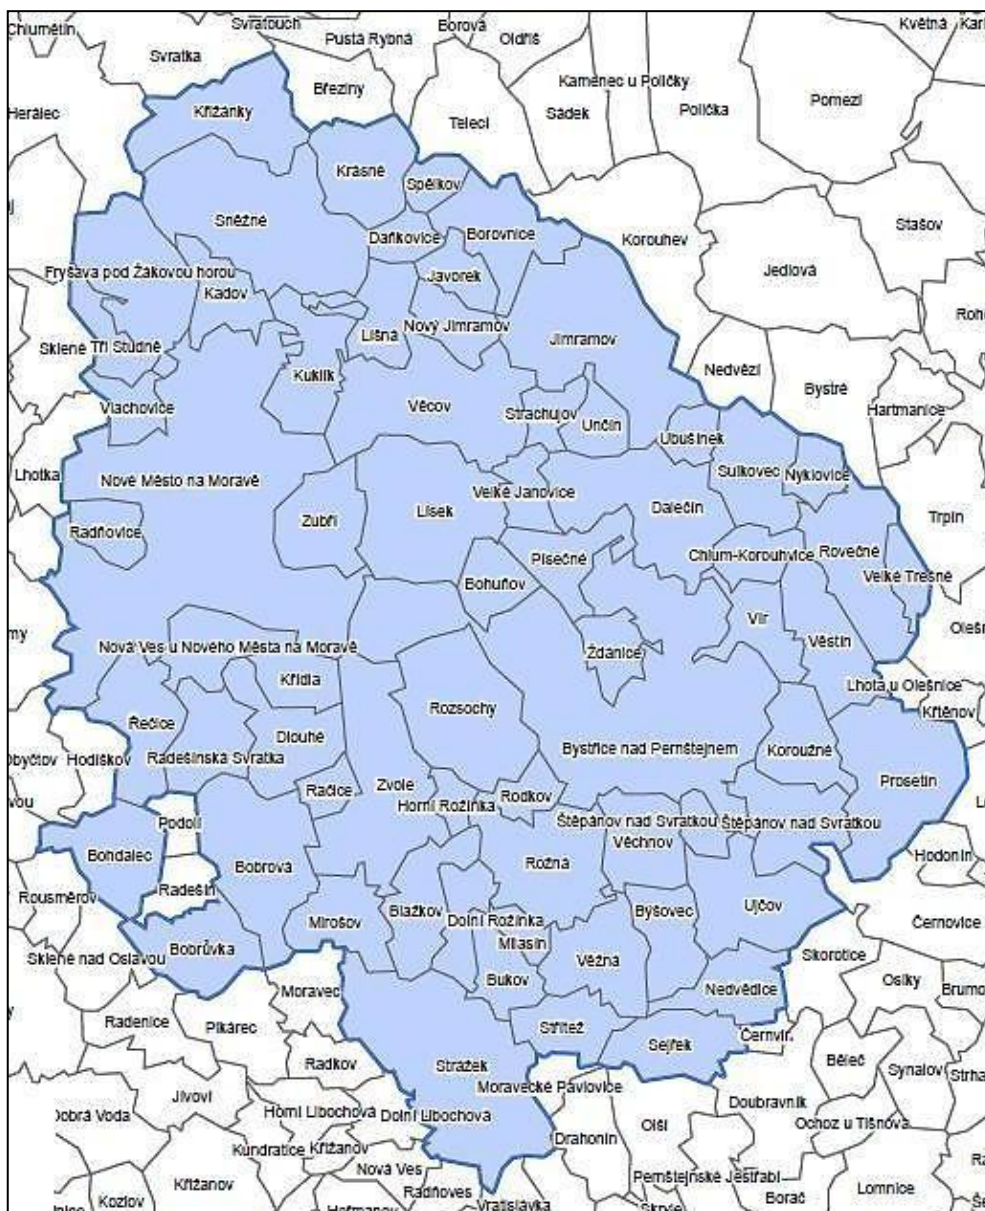 Chlumětín
Svratouch
Borová
Květná
Pustá Rybná
Oldřiš
Svratka
Kamenec u Poličky
Březiny
Sádek
Polička
Pomezí
Herálec
Křižánky
Telecí
Krásné
Spělkov
Stašov
Sněžné
Daňkovice
Borovnice
Korouhev
Jedlová
Fryšava pod Žákovou horou
Kadov
Javorek
Lísná
Nový Jimramov
Jimramov
Sklené
Tři Studně
Kuklík
Nedvězí
Bystré
Vlachovice
Věcov
Strachujov
Unčín
Hartmanice
Ubušínek
Lhotka
Nové Město na Moravě
Sulkovec
Nyklovice
Velké Janovice
Radňovice
Zubří
Lísek
Dalečín
Trpín
Písečné
Chlum-Korouhvice
Rovečné
Bohuňov
Velké Tresné
Vír
Věstín
Nová Ves u Nového Města na Moravě
Ždánice
Křídla
Lhota u Olešnice
Rozsochy
Křtěnov
Řečice
Dlouhé
Bystřice nad Pernštejnem
Koroužné
Hodíškov
Radešínská Svratka
Prosetín
Račice
Zvole
Horní Rožínka
Rodkov
Podolí
Štěpánov nad Svratkou
Štěpánov nad Svratkou
Věchnov
Bohdalec
Bobrová
Rožná
Hodonín
Radešín
Rousměrov
Mirošov
Blažkov
Dolní Rožínka
Býšovec
Ujčov
Černovice
Bobrůvka
Milasín
Sklené nad Oslavou
Věžná
Skorotice
Moravec
Bukov
Nedvědice
Osiky
Brumo
Radenice
Pikárec
Střítež
Sejřek
Černvír
Radkov
Strážek
Běleč
Synalov
Moravecké Pavlovice
Jívoví
Doubravník
Dobrá Voda
Horní Libochová
Dolní Libochová
Olší
Ochoz u Tišnova
Drahonín
Kundratice
Křižanov
Nová Ves
Křižanov
Pernštejnské Jestřabí
Kozlov
Radňoves
Borač
Lomnice
Heřmanov
Vratislávka
Skryje